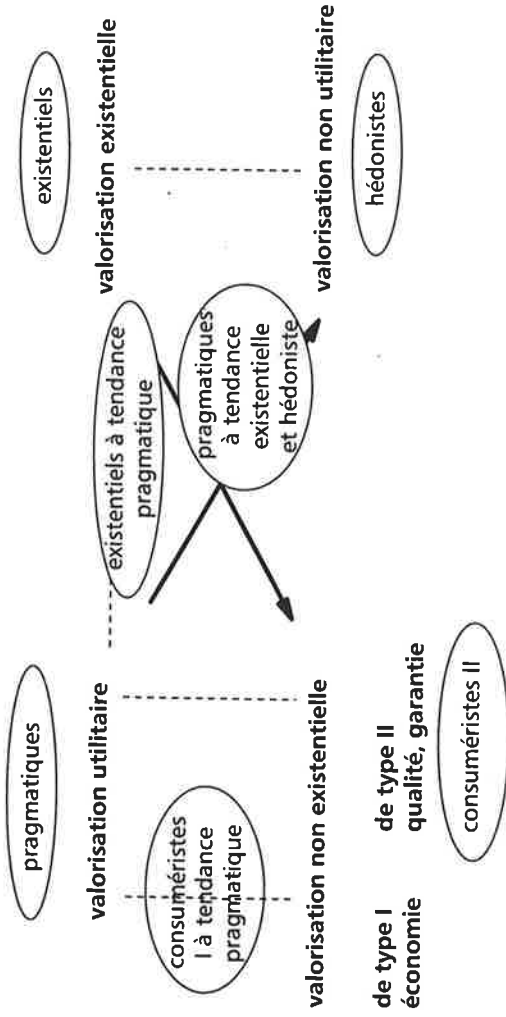 pragmatiques
existentiels
valorisation utilitaire
valorisation existentielle
existentiels à tendance
pragmatique
consuméristes
I à tendance
pragmatique
pragmatiques
à tendance
existentielle
et hédoniste
valorisation non existentielle
valorisation non utilitaire
de type I
économie
de type II
qualité, garantie
consuméristes II
hédonistes